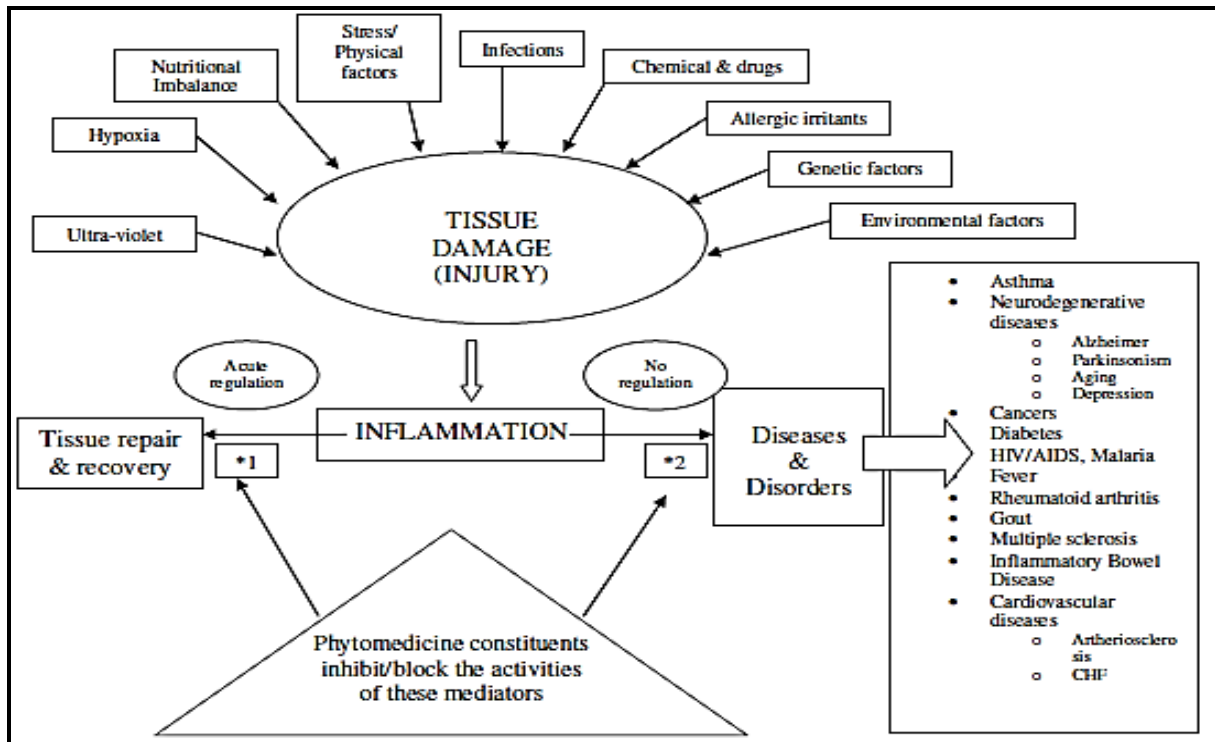 Stress/
Physical
factors
Infections
Chemical & drugs
Nutritional
Imbalance
Allergic irritants
Hypoxia
Genetic factors
Ultra-violet
Environmental factors
TISSUE
DAMAGE
(INJURY)
Acute
regulation
No
regulation
Tissue repair
& recovery
INFLAMMATION
*1
*2
Diseases
&
Disorders
• Asthma
• Neurodegenerative
diseases
o Alzheimer
o Parkinsonism
o Aging
o Depression
• Cancers
Diabetes
HIV/AIDS, Malaria
Fever
• Rheumatoid arthritis
• Gout
• Multiple sclerosis
• Inflammatory Bowel
Disease
• Cardiovascular
diseases
o Artheriosclero
sis
o CHF
Phytomedicine constituents
inhibit/block the activities
of these mediators